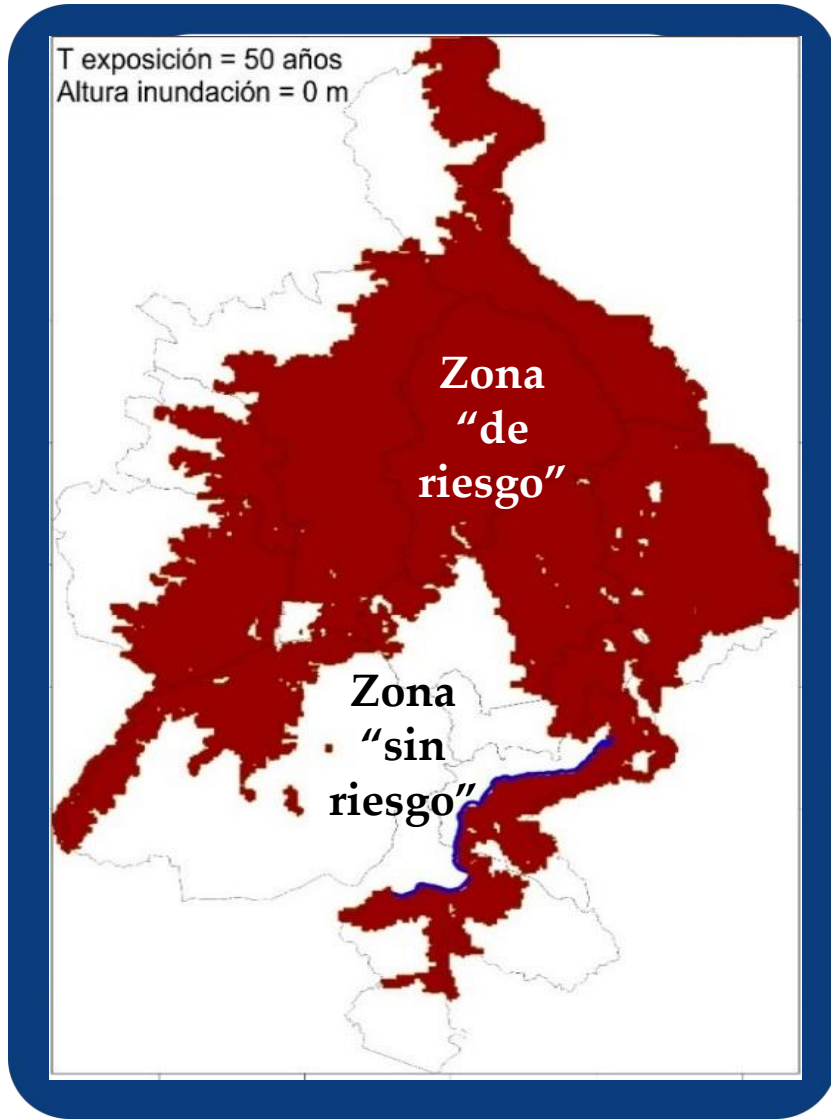 T exposición = 50 años
Altura inundación = 0 m
Zona
“de
riesgo”
Zona
“sin
riesgo”